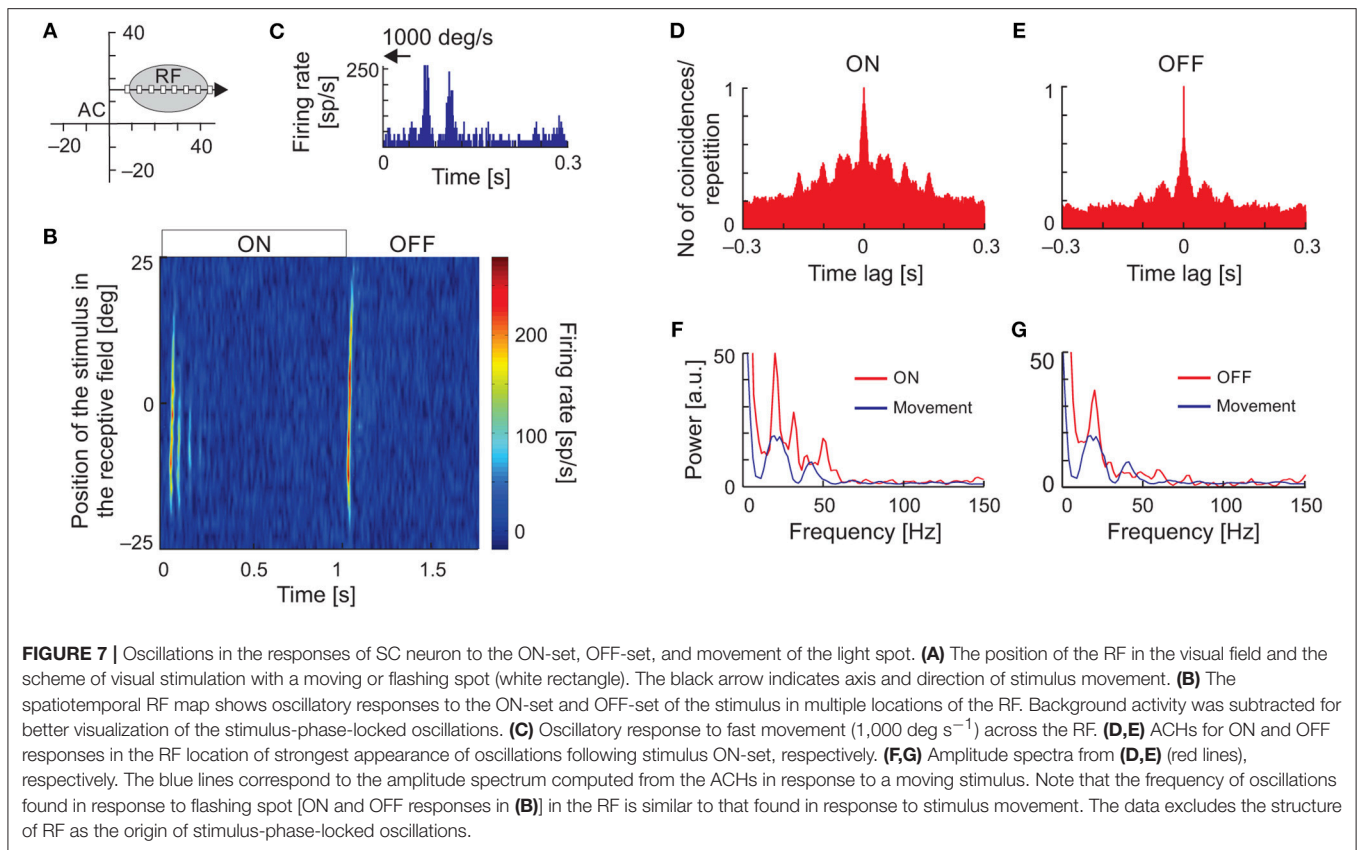 A
40
RF
AC
–20
40
–20
C
1000 deg/s
250
Firing rate
[sp/s]
0
0.3
Time [s]
D
ON
1
No of coincidences/
repetition
0
–0.3
0
0.3
Time lag [s]
E
OFF
1
0
–0.3
0
0.3
Time lag [s]
B
ON
OFF
25
0
–25
Position of the stimulus in
the receptive field [deg]
0
0.5
1
1.5
Time [s]
200
100
0
Firing rate [sp/s]
F
50
Power [a.u.]
0
ON
Movement
0
50
100
150
Frequency [Hz]
G
50
0
OFF
Movement
0
50
100
150
Frequency [Hz]
FIGURE 7 | Oscillations in the responses of SC neuron to the ON-set, OFF-set, and movement of the light spot. (A) The position of the RF in the visual field and the
scheme of visual stimulation with a moving or flashing spot (white rectangle). The black arrow indicates axis and direction of stimulus movement. (B) The
spatiotemporal RF map shows oscillatory responses to the ON-set and OFF-set of the stimulus in multiple locations of the RF. Background activity was subtracted for
better visualization of the stimulus-phase-locked oscillations. (C) Oscillatory response to fast movement (1,000 deg s−1) across the RF. (D,E) ACHs for ON and OFF
responses in the RF location of strongest appearance of oscillations following stimulus ON-set, respectively. (F,G) Amplitude spectra from (D,E) (red lines),
respectively. The blue lines correspond to the amplitude spectrum computed from the ACHs in response to a moving stimulus. Note that the frequency of oscillations
found in response to flashing spot [ON and OFF responses in (B)] in the RF is similar to that found in response to stimulus movement. The data excludes the structure
of RF as the origin of stimulus-phase-locked oscillations.